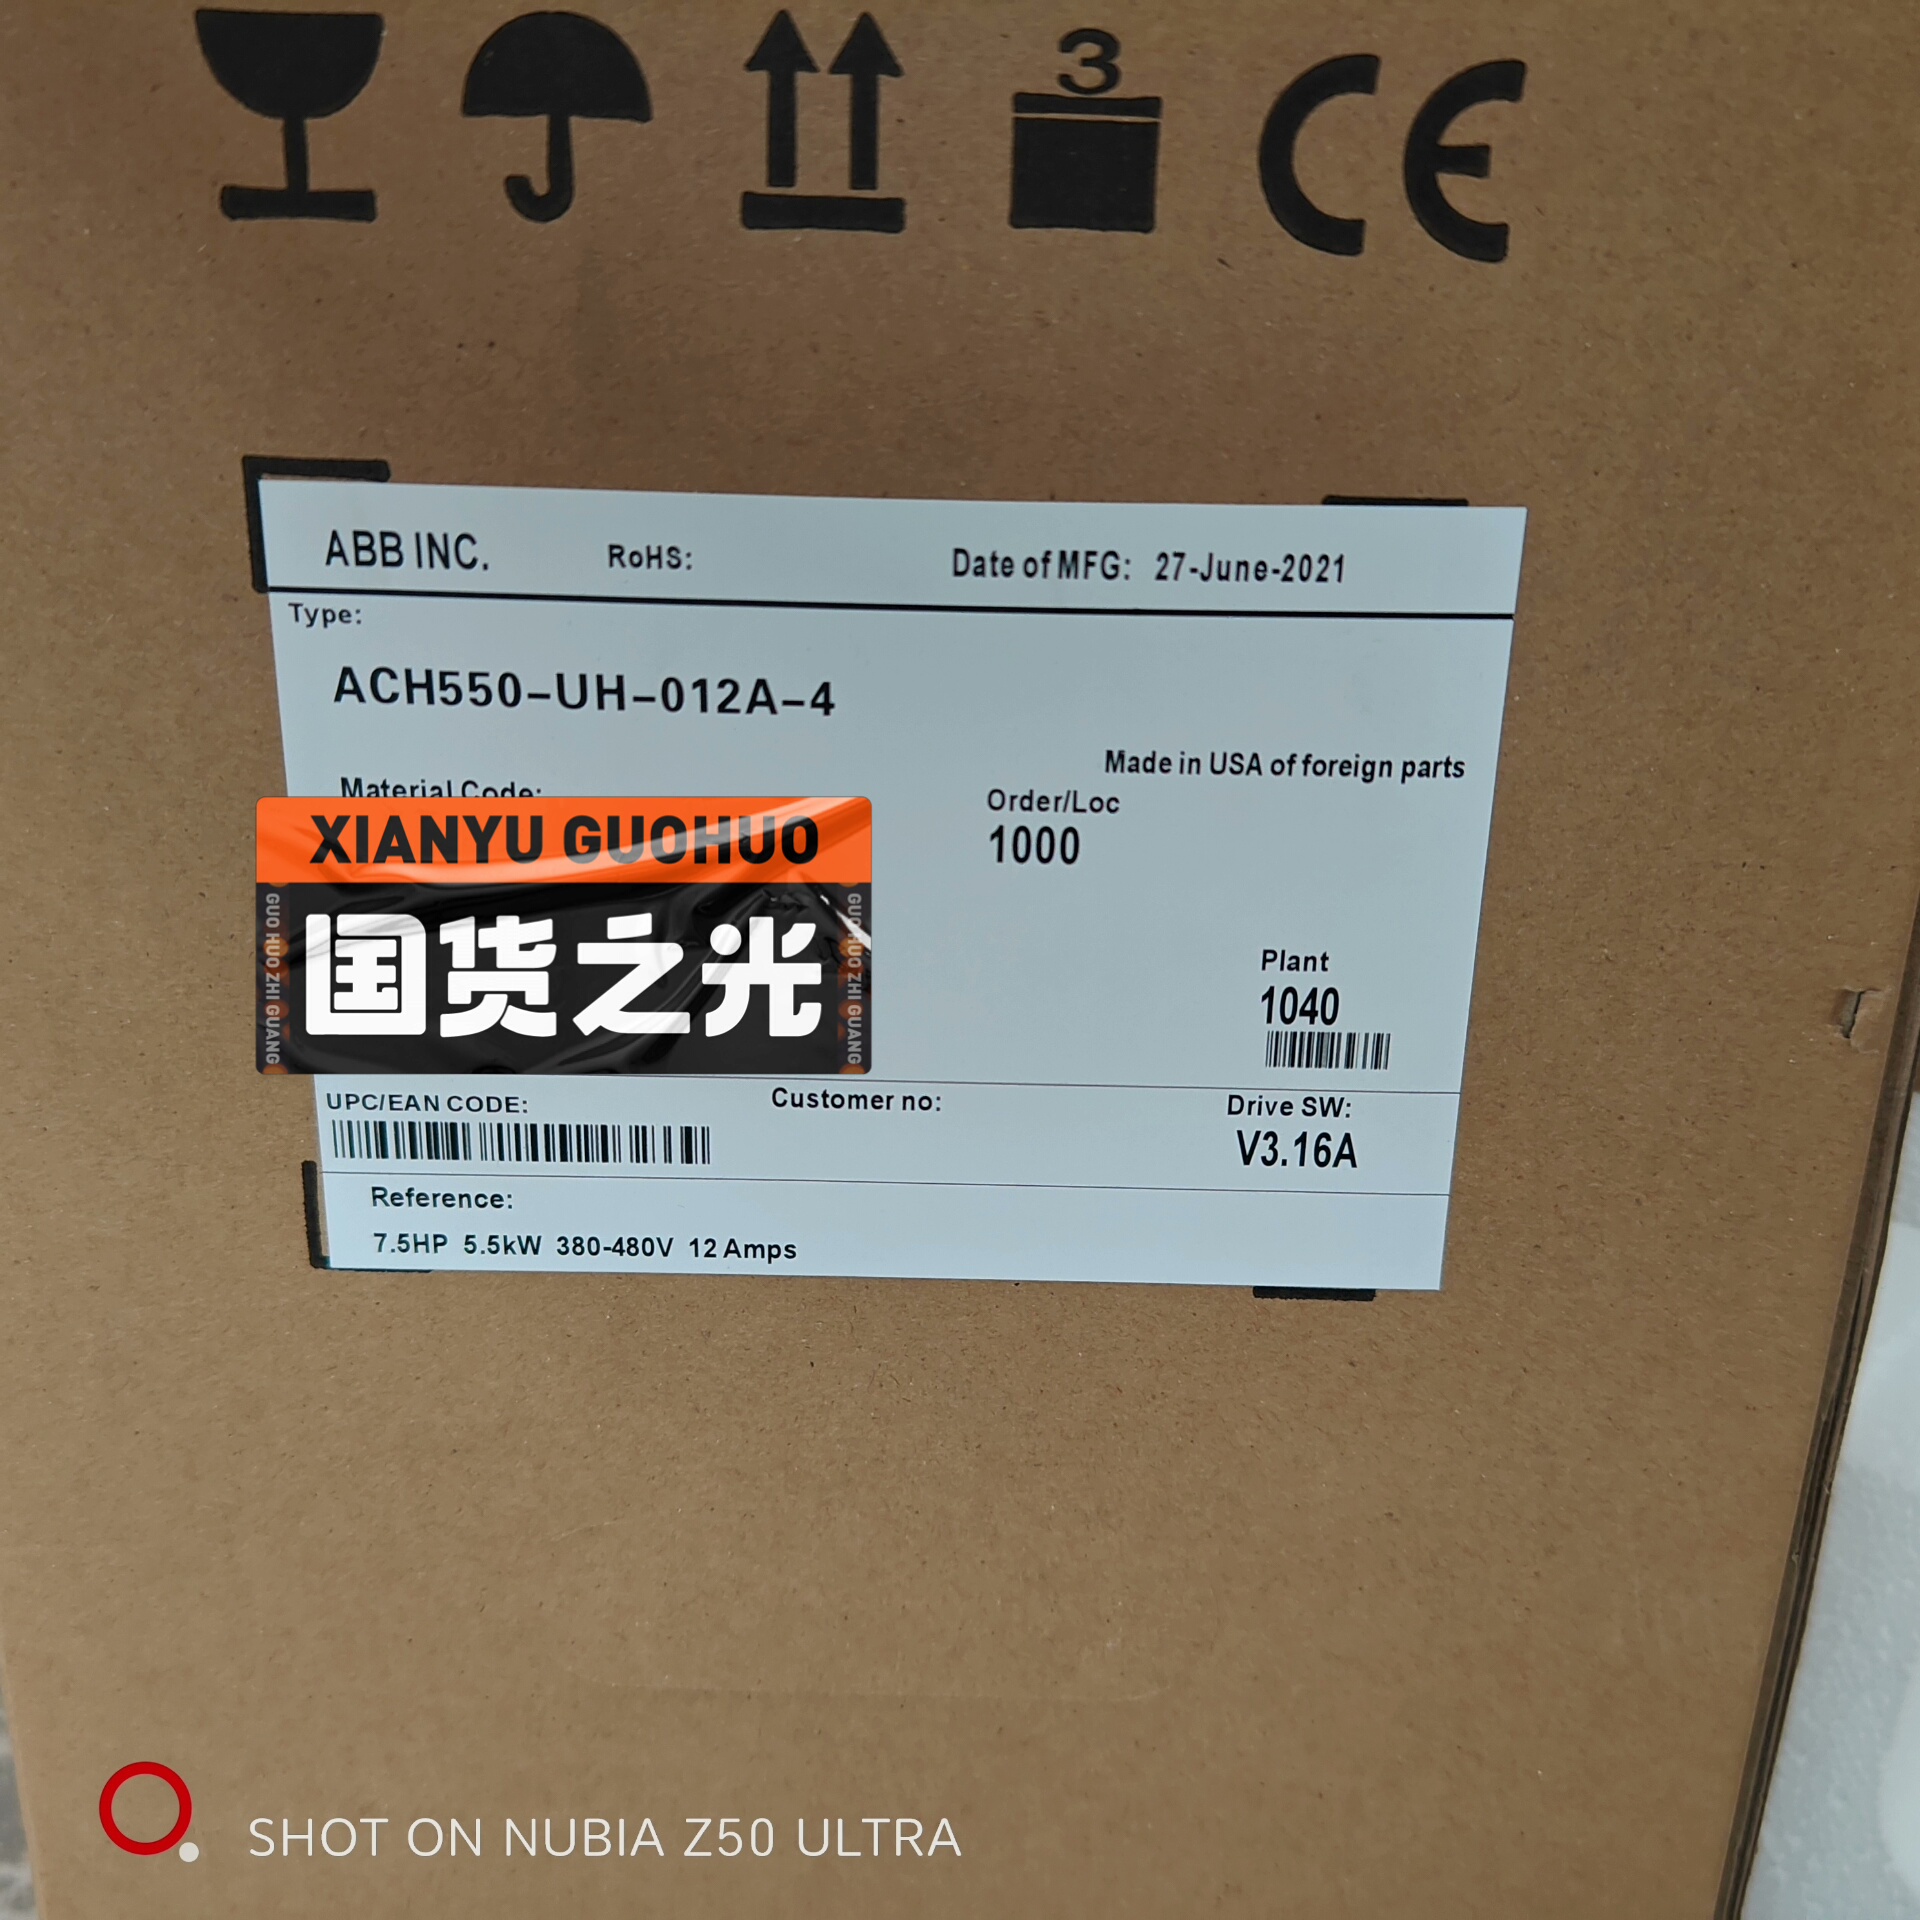 3
CE
ABB INC. RoHS: Date of MFG: 27-June-2021
Type:
ACH550-UH-012A-4
Made in USA of foreign parts
Material Code:
Order/Loc
1000
XIANYU GUOHUO
国货之光
GUO HUO ZHI GUANG
GUO HUO ZHI GUANG
Plant
1040
UPC/EAN CODE: Customer no: Drive SW:
V3.16A
Reference:
7.5HP 5.5kW 380-480V 12 Amps
SHOT ON NUBIA Z50 ULTRA